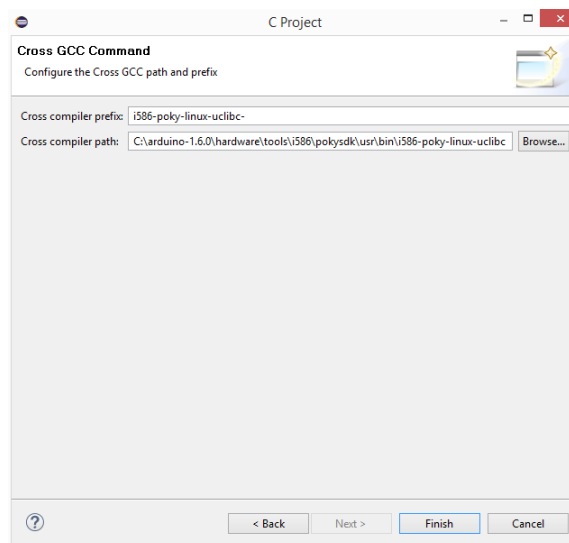 C Project
Cross GCC Command
Configure the Cross GCC path and prefix
Cross compiler prefix: i586-poky-linux-uclibc-
Cross compiler path: C:\arduino-1.6.0\hardware\tools\i586\pokysdk\usr\bin\i586-poky-linux-uclibc Browse...
? < Back Next > Finish Cancel